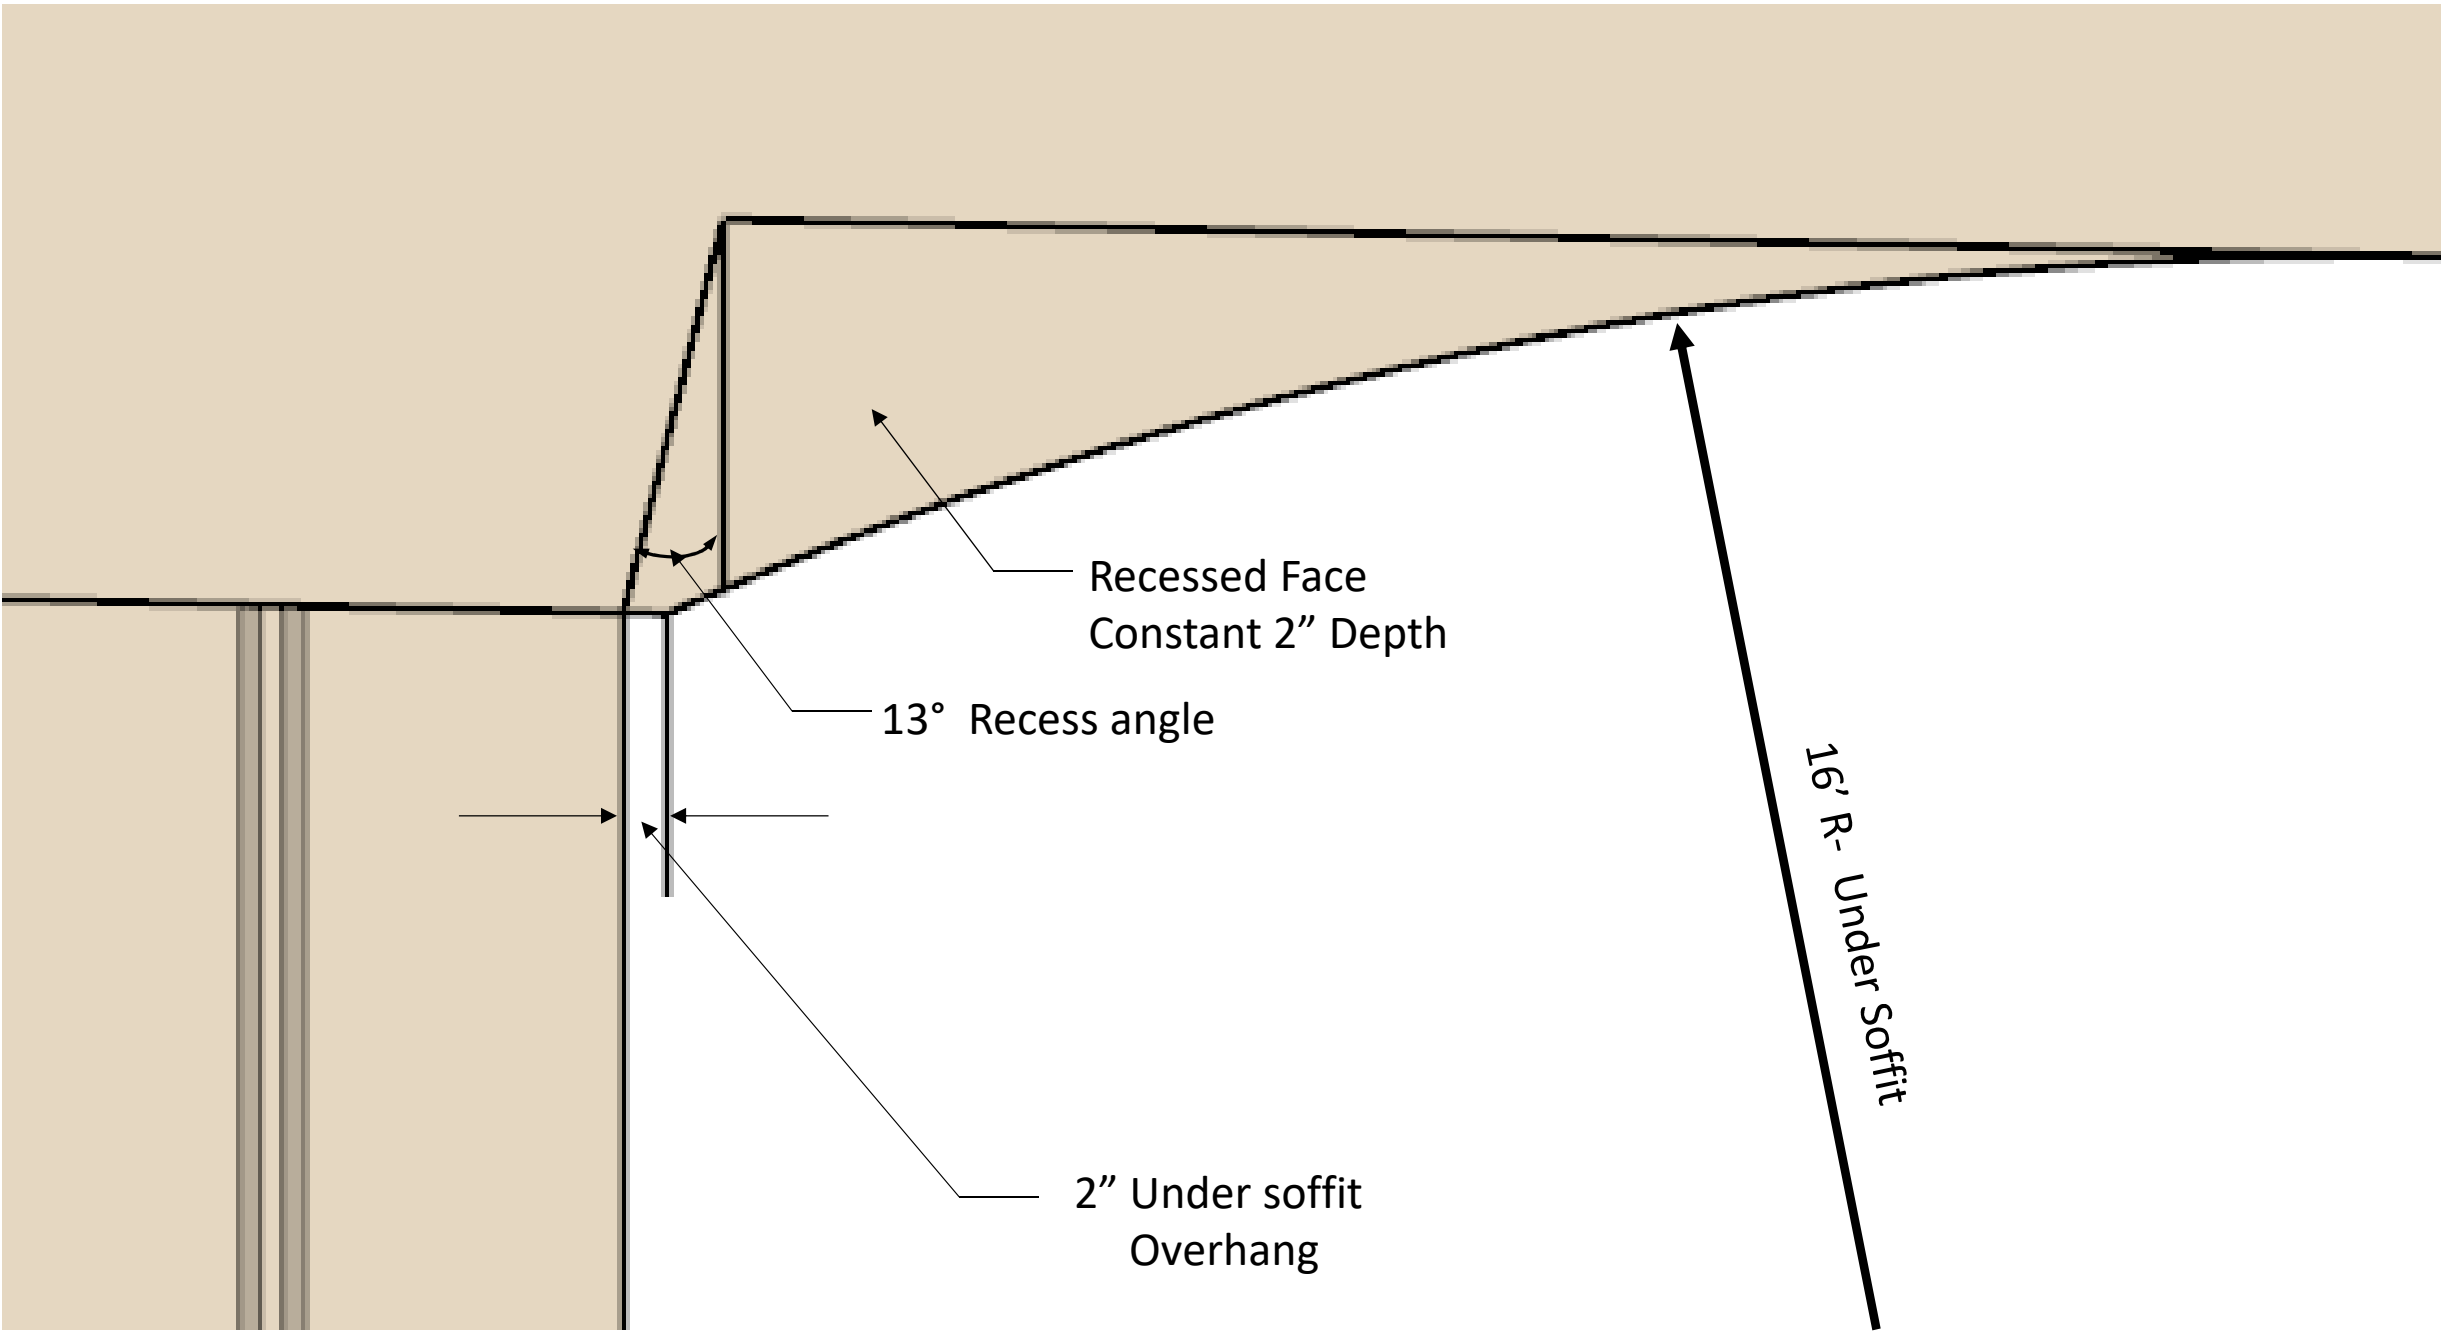 Recessed Face
Constant 2” Depth
13°  Recess angle
16’ R-  Under Soffit
2” Under soffit
Overhang